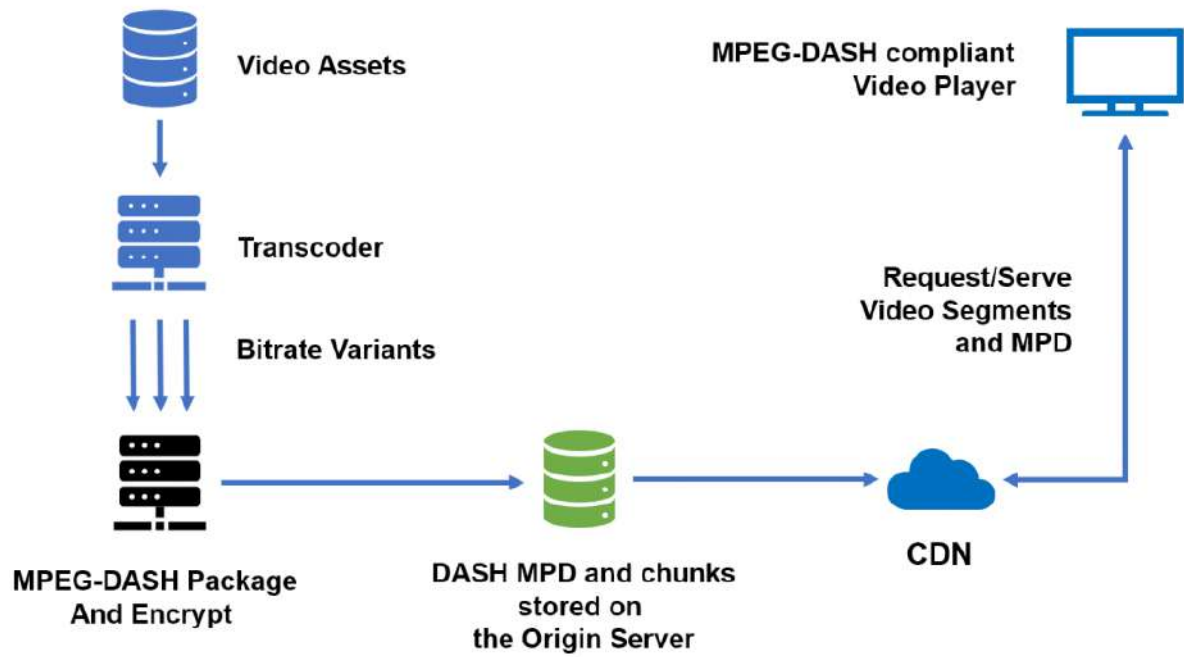 Video Assets
MPEG-DASH compliant
Video Player
Transcoder
Request/Serve
Video Segments
and MPD
Bitrate Variants
MPEG-DASH Package
And Encrypt
DASH MPD and chunks
stored on
the Origin Server
CDN